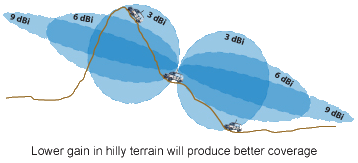 9 dBi
6 dBi
3 dBi
3 dBi
6 dBi
9 dBi
Lower gain in hilly terrain will produce better coverage